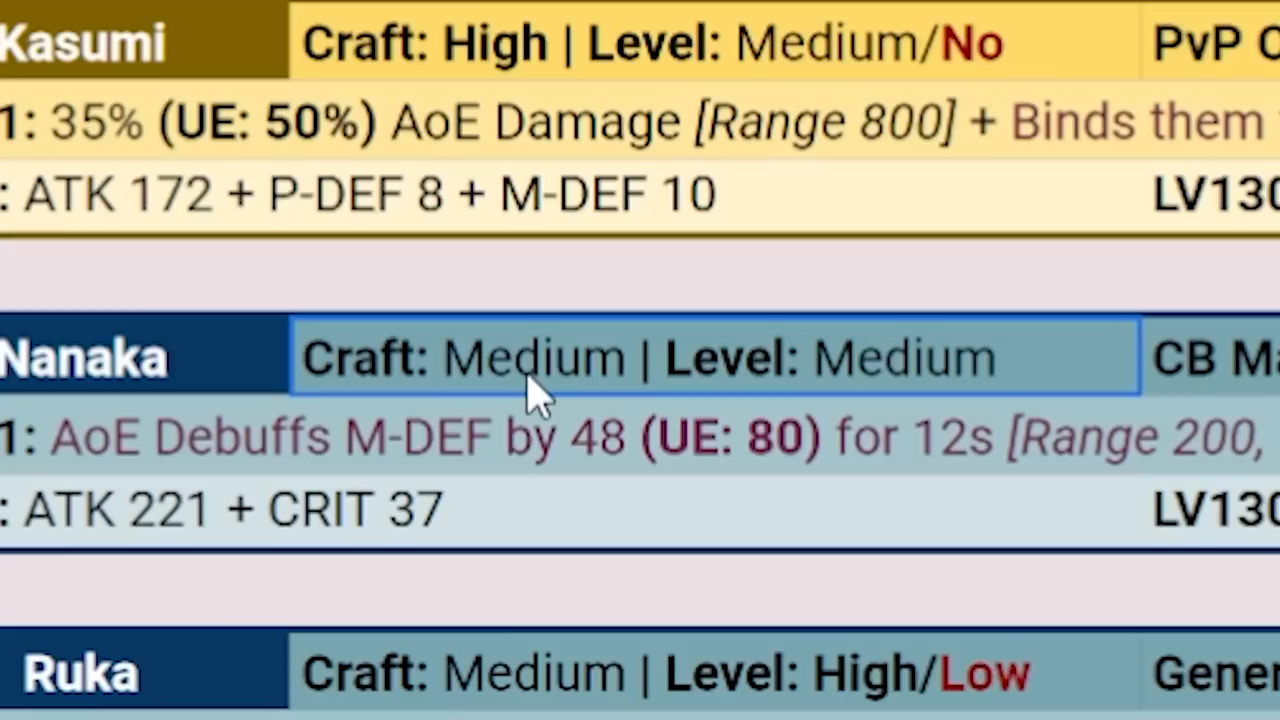 Kasumi Craft: High | Level: Medium/No PvP
1: 35% (UE: 50%) AoE Damage [Range 800] + Binds them
: ATK 172 + P-DEF 8 + M-DEF 10 LV130
Nanaka Craft: Medium | Level: Medium CB
1: AoE Debuffs M-DEF by 48 (UE: 80) for 12s [Range 200,
: ATK 221 + CRIT 37 LV130
Ruka Craft: Medium | Level: High/Low